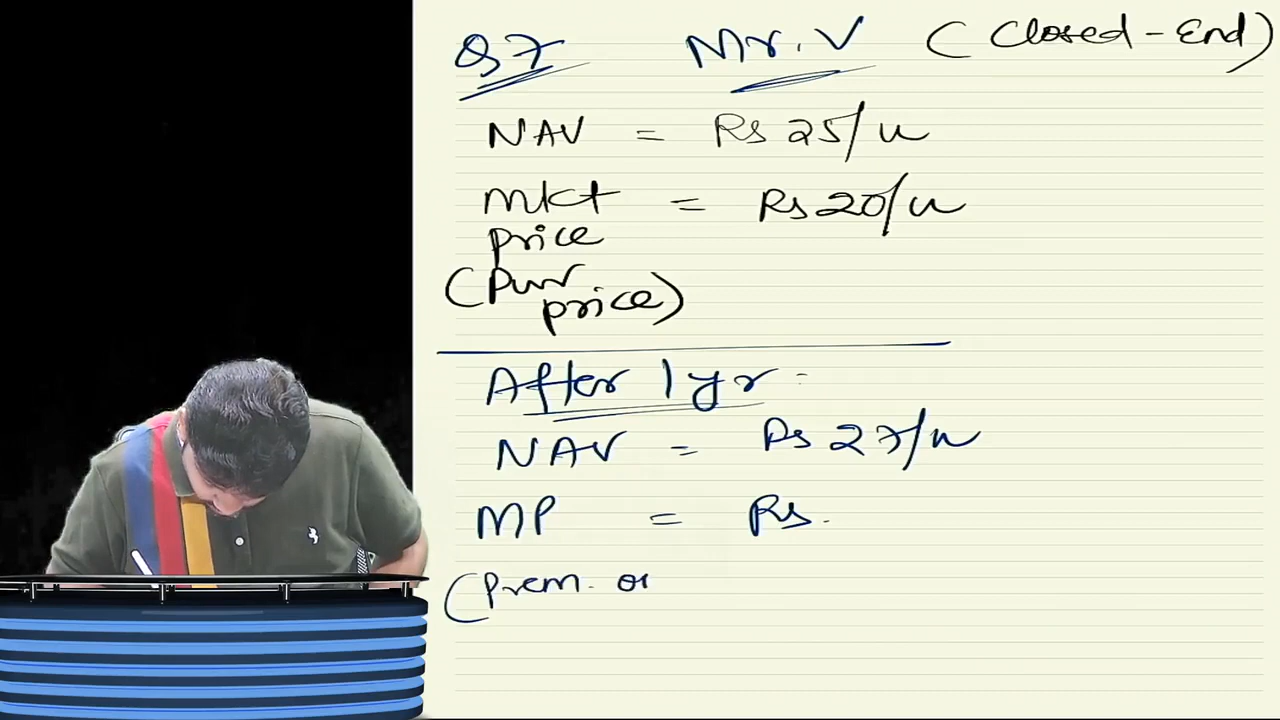 Q7 Mr. V (Closed-End)
NAV = Rs 25/u
mkt price = Rs 20/u
(Pur price)
After 1 yr :
NAV = Rs 27/u
MP = Rs.
(Prem. or